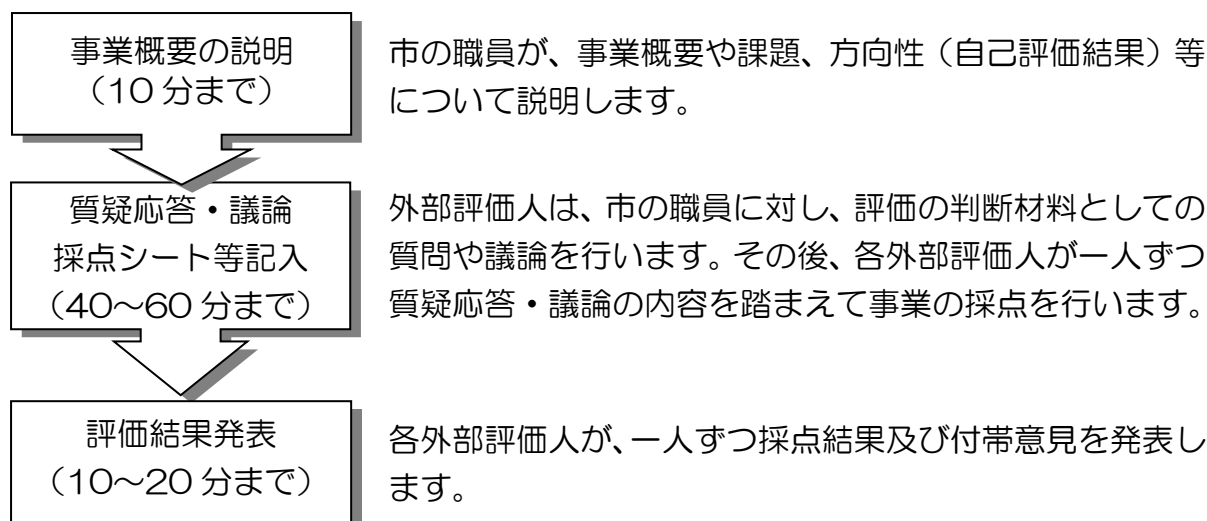 事業概要の説明
(10分まで)
市の職員が、事業概要や課題、方向性(自己評価結果)等
について説明します。
質疑応答・議論
採点シート等記入
(40~60分まで)
外部評価人は、市の職員に対し、評価の判断材料としての
質問や議論を行います。その後、各外部評価人が一人ずつ
質疑応答・議論の内容を踏まえて事業の採点を行います。
評価結果発表
(10~20分まで)
各外部評価人が、一人ずつ採点結果及び付帯意見を発表し
ます。